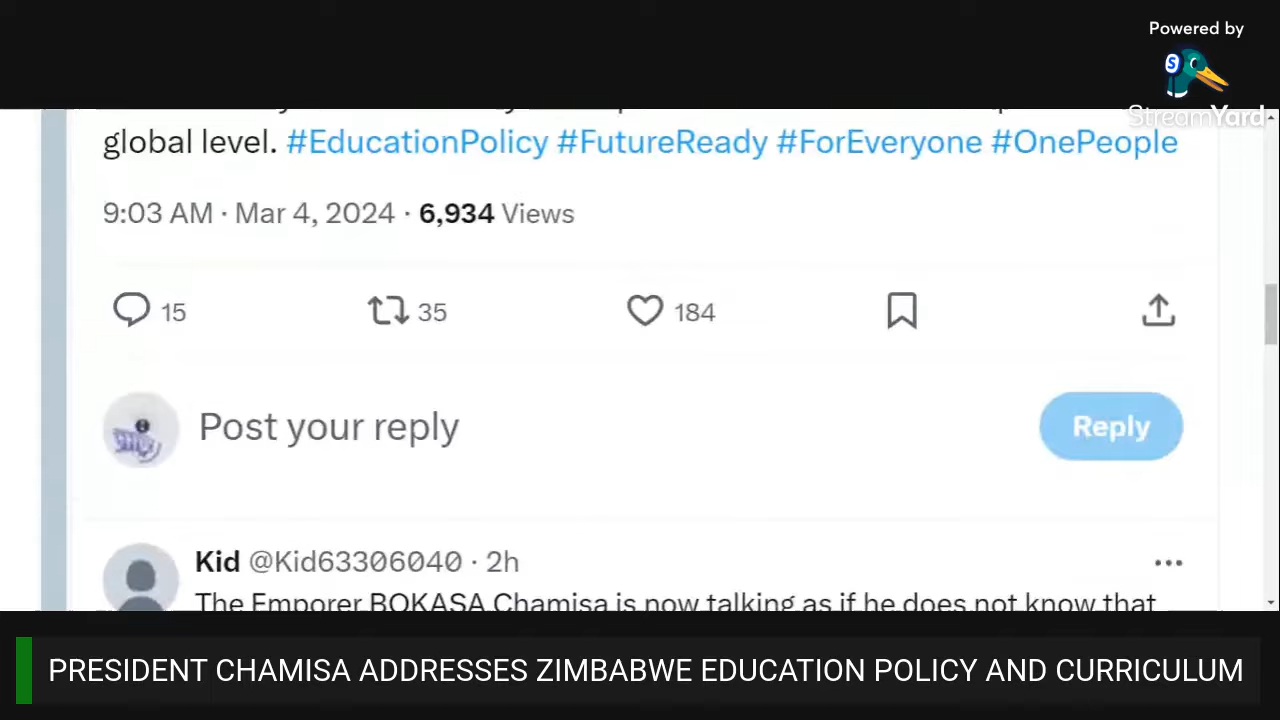 Powered by
StreamYard
global level. #EducationPolicy #FutureReady #ForEveryone #OnePeople
9:03 AM · Mar 4, 2024 · 6,934 Views
15 35 184
Post your reply
Reply
Kid @Kid63306040 · 2h
The Emporer BOKASA Chamisa is now talking as if he does not know that
PRESIDENT CHAMISA ADDRESSES ZIMBABWE EDUCATION POLICY AND CURRICULUM